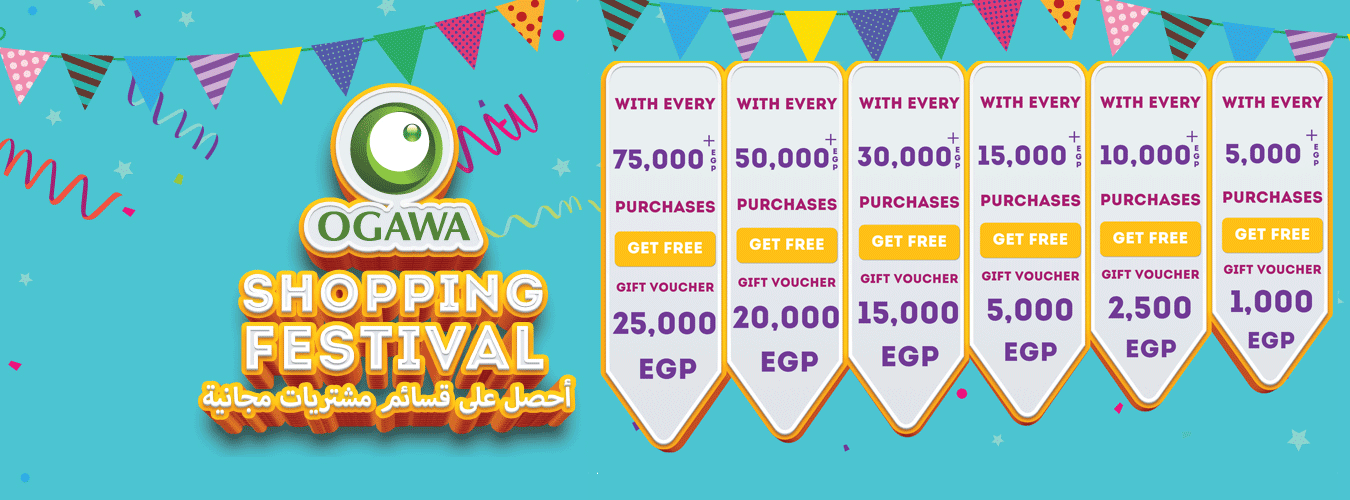 OGAWA
SHOPPING
FESTIVAL
أحصل على قسائم مشتريات مجانية
WITH EVERY
75,000+ EGP
PURCHASES
GET FREE
GIFT VOUCHER
25,000
EGP
WITH EVERY
50,000+ EGP
PURCHASES
GET FREE
GIFT VOUCHER
20,000
EGP
WITH EVERY
30,000+ EGP
PURCHASES
GET FREE
GIFT VOUCHER
15,000
EGP
WITH EVERY
15,000+ EGP
PURCHASES
GET FREE
GIFT VOUCHER
5,000
EGP
WITH EVERY
10,000+ EGP
PURCHASES
GET FREE
GIFT VOUCHER
2,500
EGP
WITH EVERY
5,000+ EGP
PURCHASES
GET FREE
GIFT VOUCHER
1,000
EGP